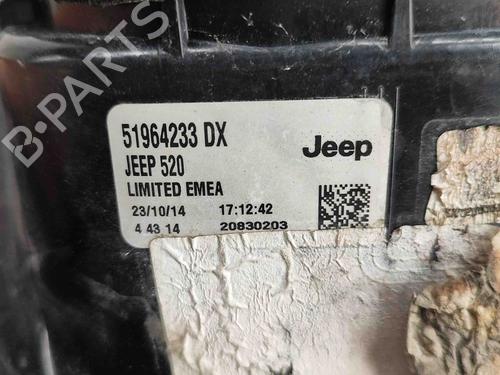 B-PARTS
51964233 DX
JEEP 520
Jeep
LIMITED EMEA
23/10/14 17:12:42
4 43 14 20830203